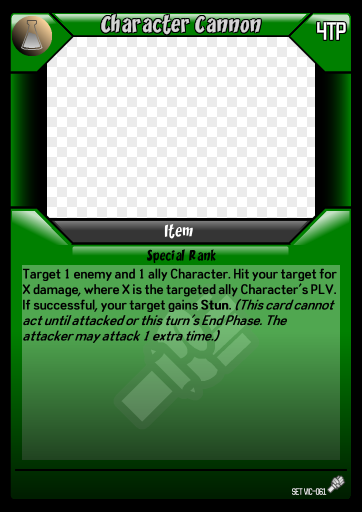 Character Cannon
4TP
Item
Special Rank
Target 1 enemy and 1 ally Character. Hit your target for
X damage, where X is the targeted ally Character's PLV.
If successful, your target gains Stun. (This card cannot
act until attacked or this turn's End Phase. The
attacker may attack 1 extra time.)
SET VIC-061